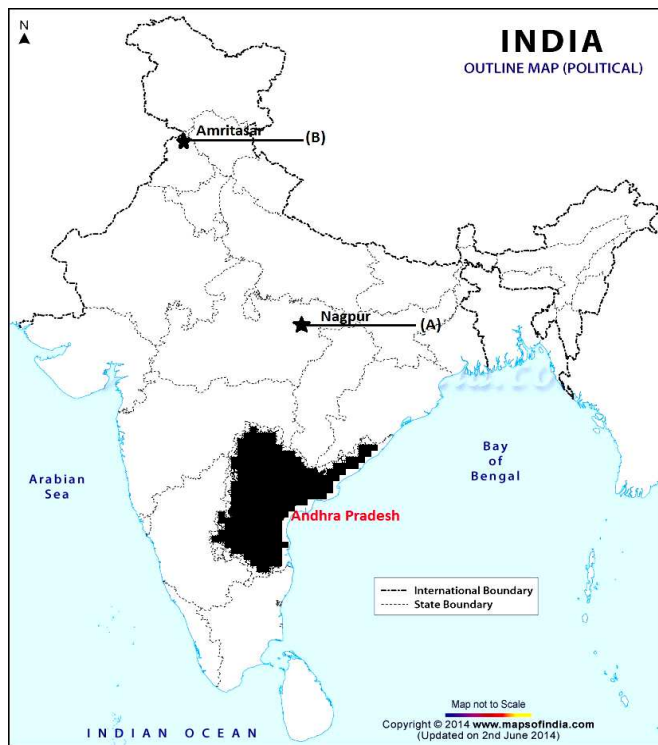 N
INDIA
OUTLINE MAP (POLITICAL)
Amritasar
(B)
Nagpur
(A)
Arabian
Sea
Bay
of
Bengal
Andhra Pradesh
International Boundary
State Boundary
Map not to Scale
Copyright © 2014 www.mapsofindia.com
(Updated on 2nd June 2014)
INDIAN OCEAN